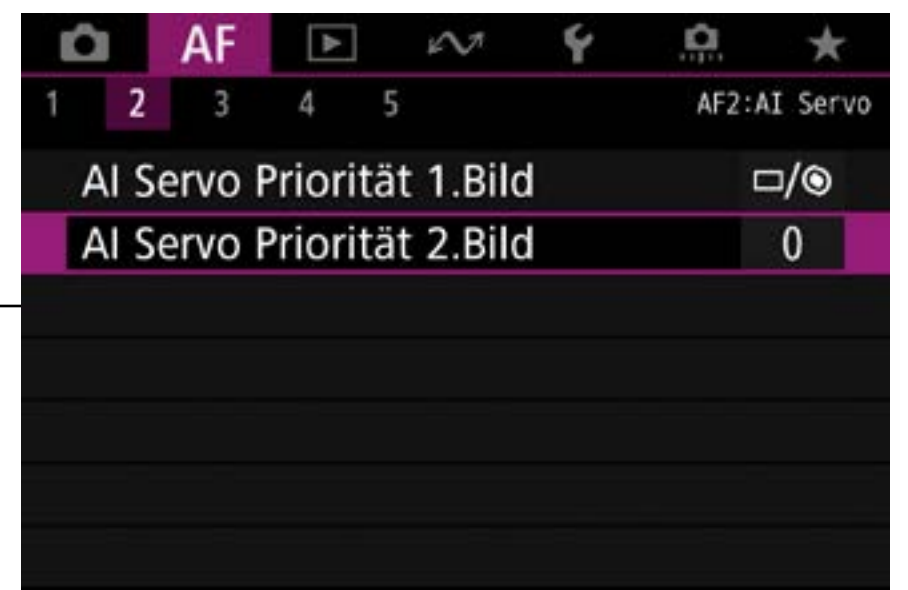 AF
1 2 3 4 5 AF2:AI Servo
AI Servo Priorität 1.Bild
AI Servo Priorität 2.Bild 0